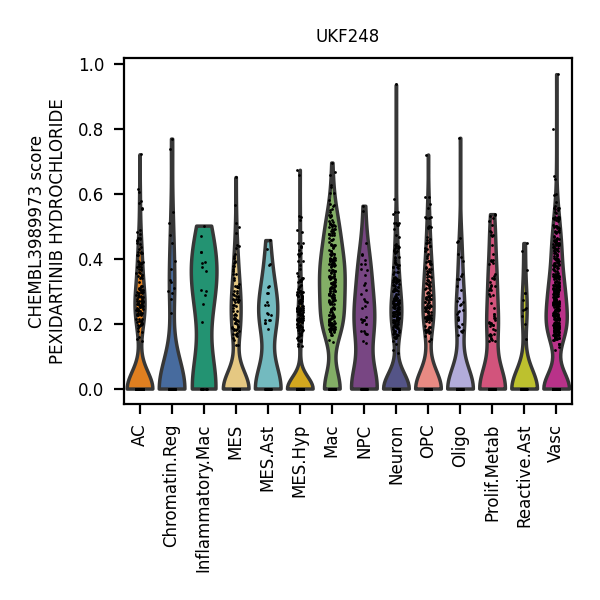 UKF248
CHEMBL3989973 score
PEXIDARTINIB HYDROCHLORIDE
1.0
0.8
0.6
0.4
0.2
0.0
AC
Chromatin.Reg
Inflammatory.Mac
MES
MES.Ast
MES.Hyp
Mac
NPC
Neuron
OPC
Oligo
Prolif.Metab
Reactive.Ast
Vasc